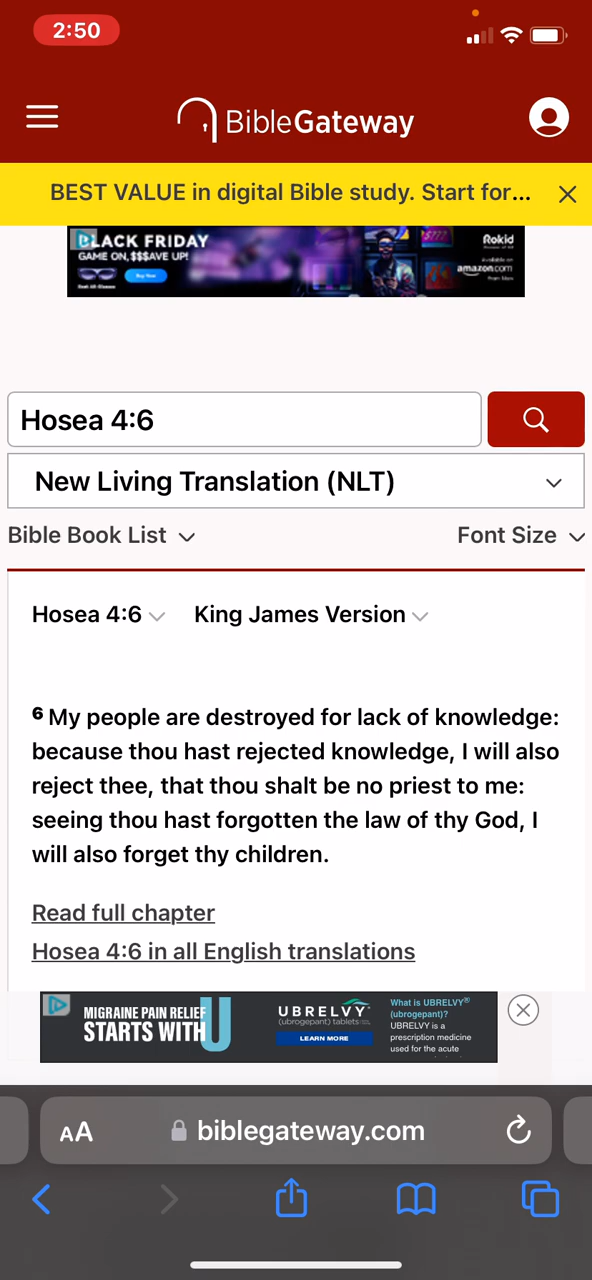 2:50
BibleGateway
BEST VALUE in digital Bible study. Start for...
BLACK FRIDAY
GAME ON, $$$AVE UP!
Buy Now
Rokid
amazon.com
Hosea 4:6
New Living Translation (NLT)
Bible Book List
Font Size
Hosea 4:6
King James Version
6 My people are destroyed for lack of knowledge:
because thou hast rejected knowledge, I will also
reject thee, that thou shalt be no priest to me:
seeing thou hast forgotten the law of thy God, I
will also forget thy children.
Read full chapter
Hosea 4:6 in all English translations
MIGRAINE PAIN RELIEF
STARTS WITH U
UBRELVY
(ubrogepant) tablets
LEARN MORE
What is UBRELVY®
(ubrogepant)?
UBRELVY is a
prescription medicine
used for the acute
AA
biblegateway.com